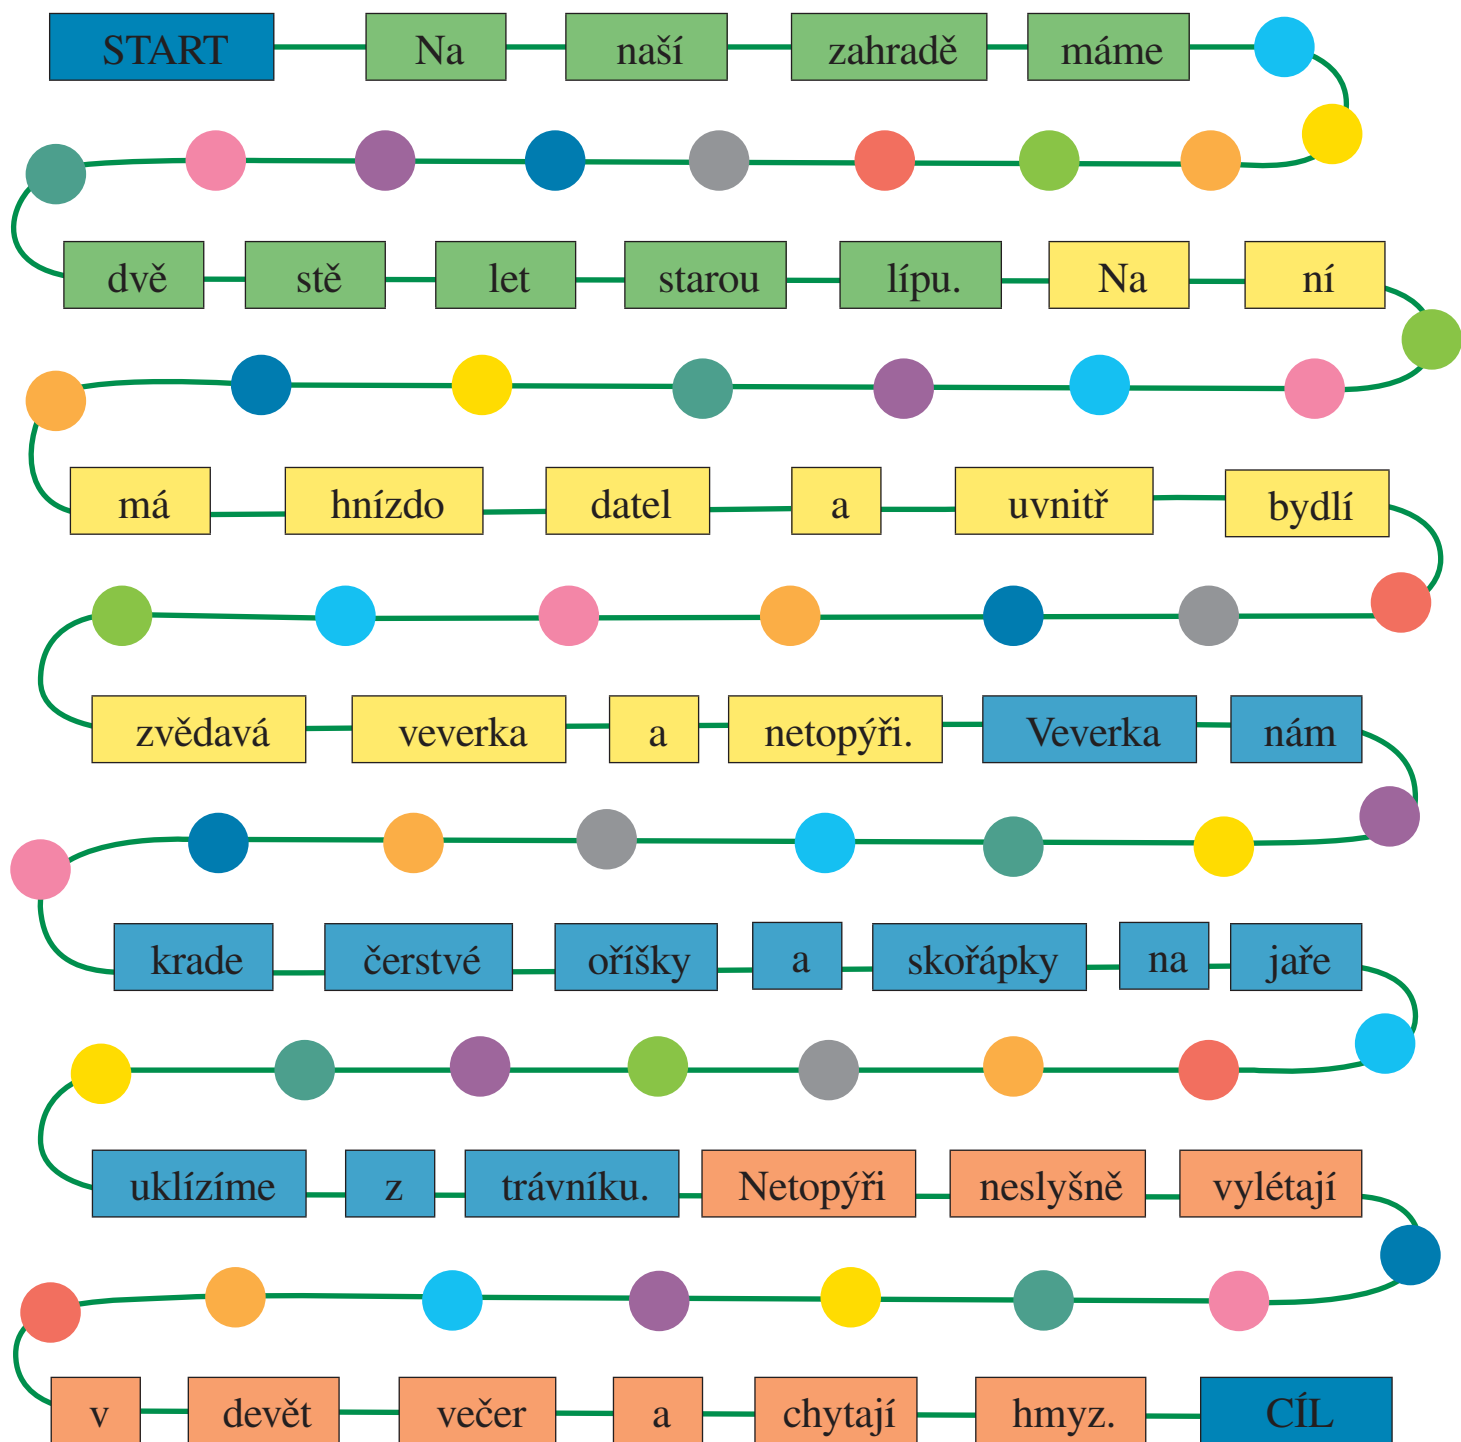 START Na naší zahradě máme
dvě stě let starou lípu. Na ní
má hnízdo datel a uvnitř bydlí
zvědavá veverka a netopýři. Veverka nám
krade čerstvé oříšky a skořápky na jaře
uklízíme z trávníku. Netopýři neslyšně vylétají
v devět večer a chytají hmyz. CÍL